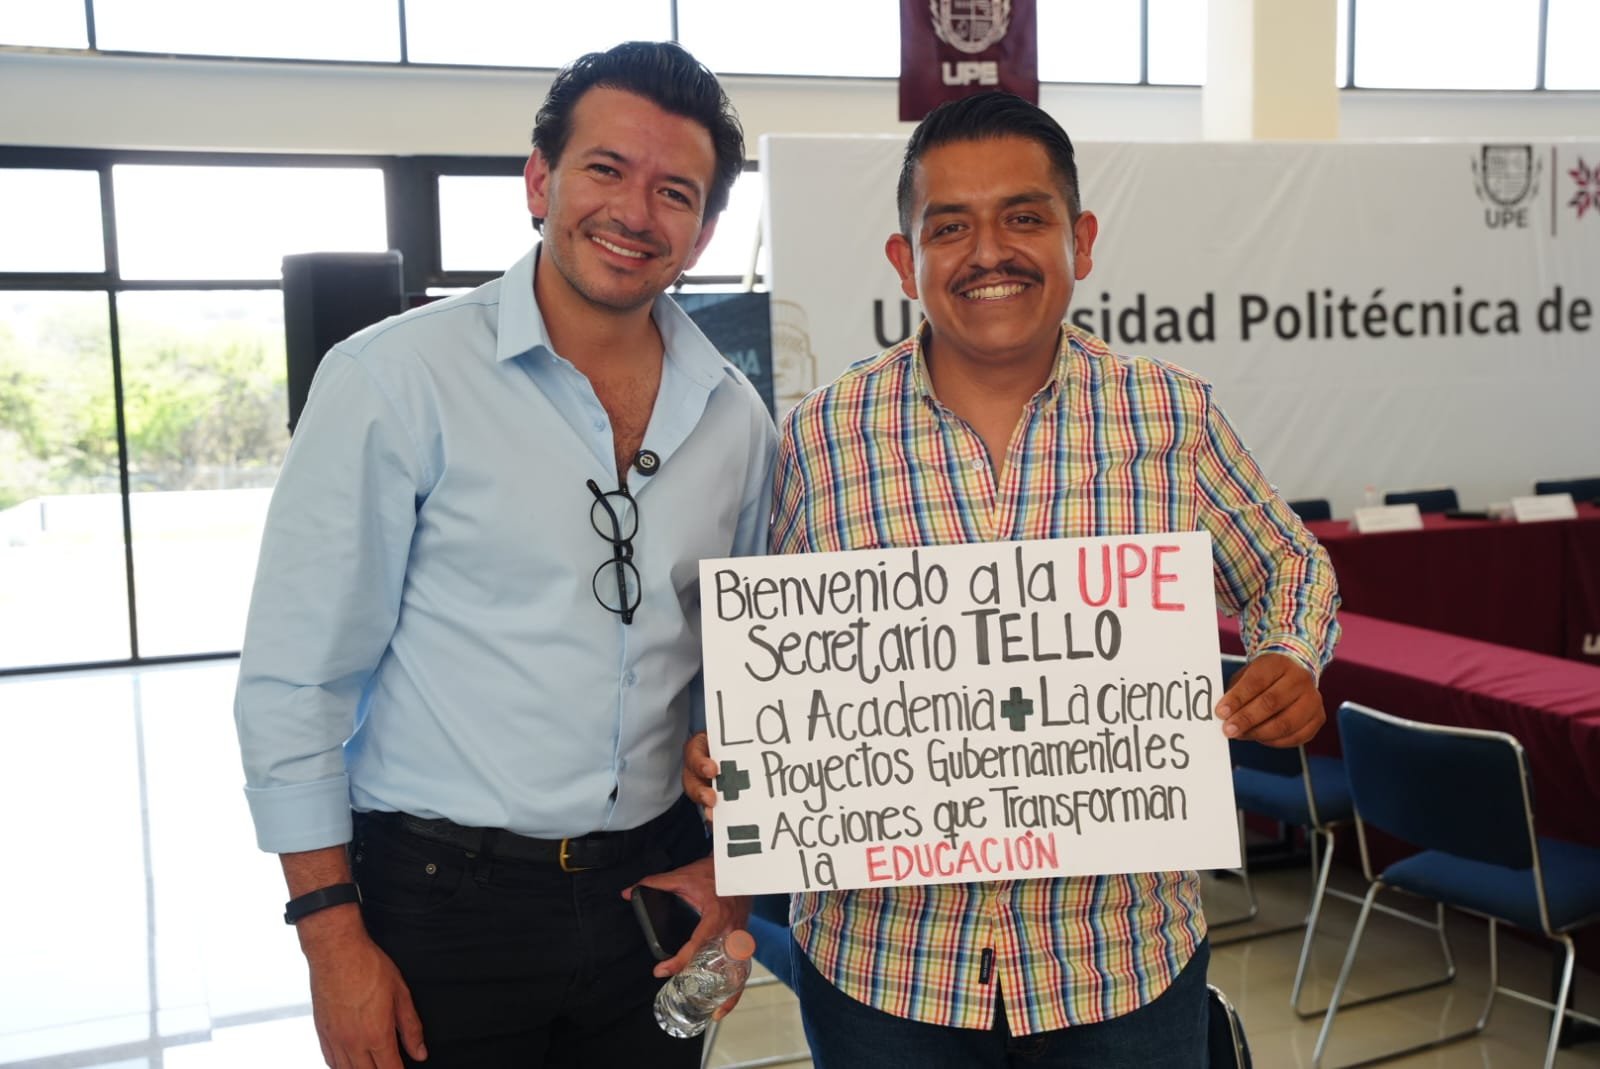 UPE
UPE
Universidad Politécnica de
Bienvenido a la UPE
Secretario TELLO
La Academia + La ciencia
+ Proyectos Gubernamentales
= Acciones que Transforman
la EDUCACIÓN